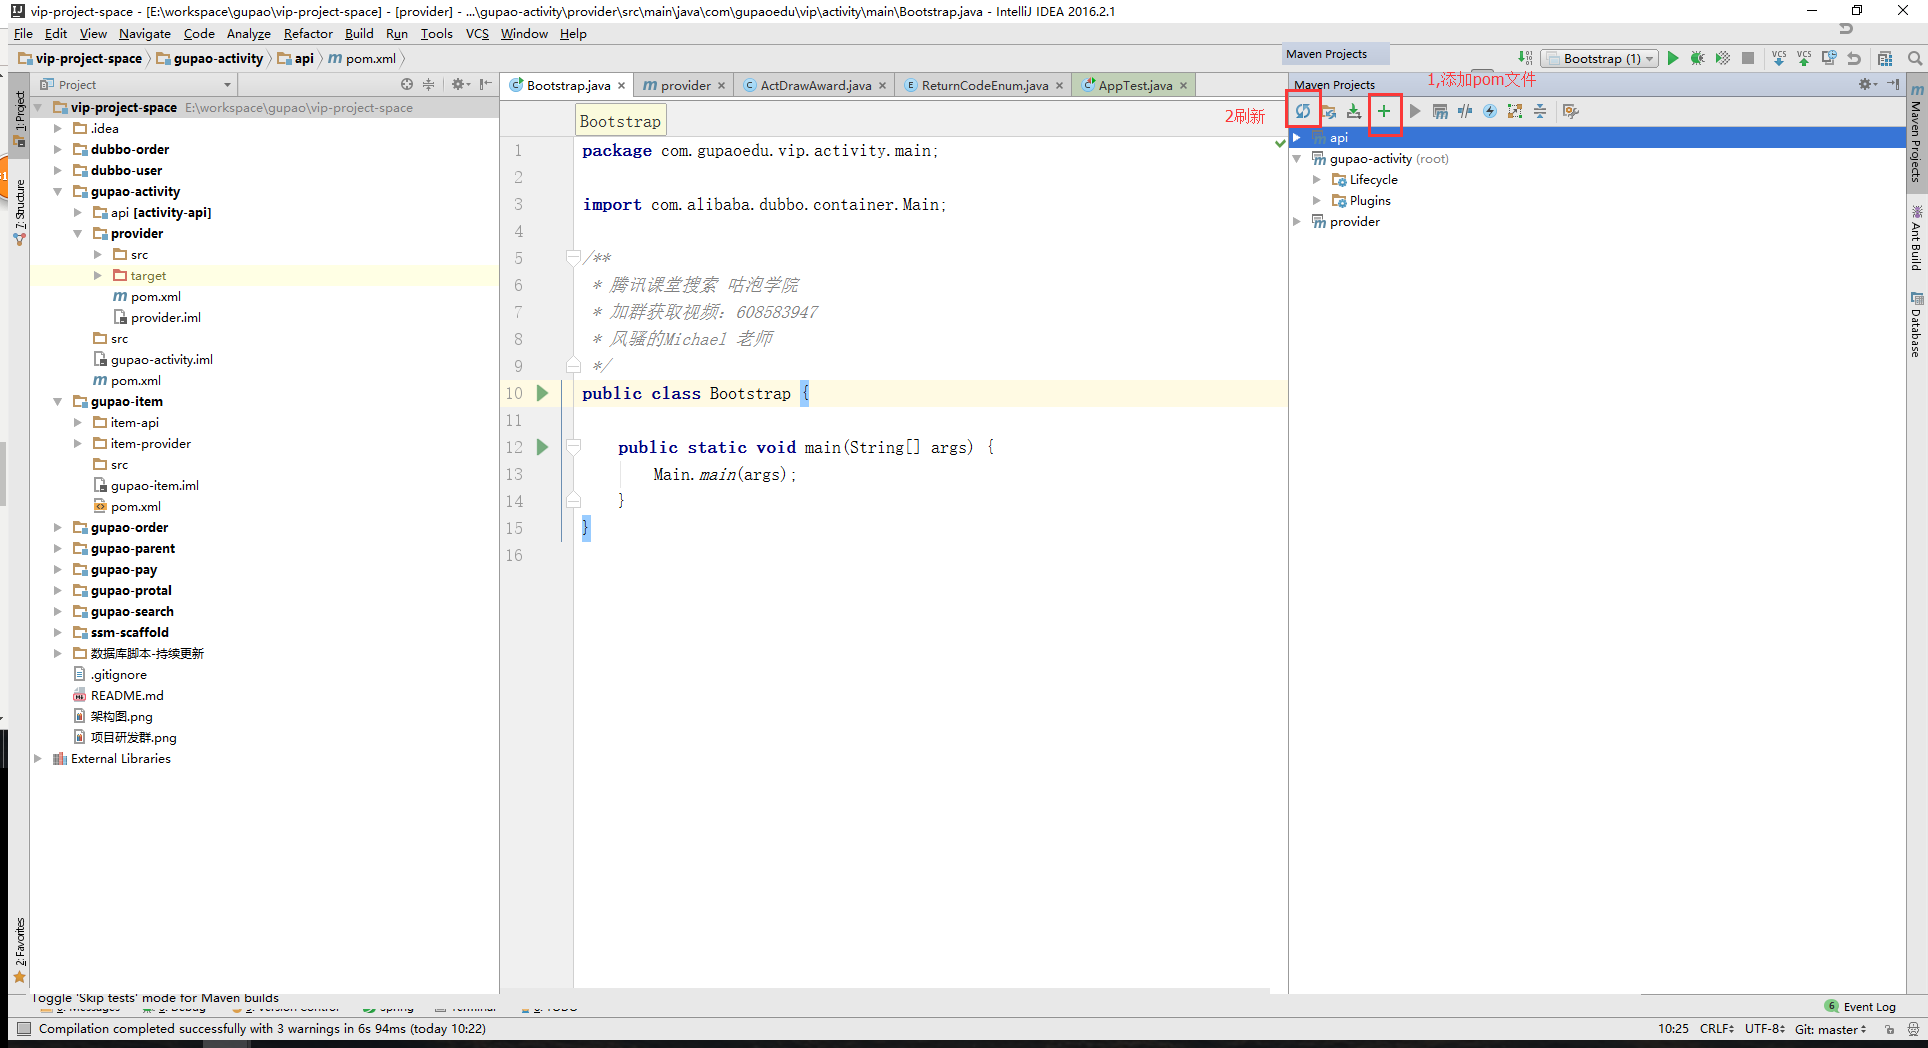 vip-project-space - [E:\workspace\gupao\vip-project-space] - [provider] - ...\gupao-activity\provider\src\main\java\com\gupaoedu\vip\activity\main\Bootstrap.java - IntelliJ IDEA 2016.2.1
File Edit View Navigate Code Analyze Refactor Build Run Tools VCS Window Help
vip-project-space gupao-activity api pom.xml
Maven Projects
Bootstrap (1)
Project
Bootstrap.java provider ActDrawAward.java ReturnCodeEnum.java AppTest.java
Maven Projects
1,添加pom文件
2刷新
1: Project
7: Structure
2: Favorites
vip-project-space E:\workspace\gupao\vip-project-space
.idea
dubbo-order
dubbo-user
gupao-activity
api [activity-api]
provider
src
target
pom.xml
provider.iml
src
gupao-activity.iml
pom.xml
gupao-item
item-api
item-provider
src
gupao-item.iml
pom.xml
gupao-order
gupao-parent
gupao-pay
gupao-protal
gupao-search
ssm-scaffold
数据库脚本-持续更新
.gitignore
README.md
架构图.png
项目研发群.png
External Libraries
Bootstrap
1 package com.gupaoedu.vip.activity.main;
2
3 import com.alibaba.dubbo.container.Main;
4
5 /**
6 * 腾讯课堂搜索 咕泡学院
7 * 加群获取视频：608583947
8 * 风骚的Michael 老师
9 */
10 public class Bootstrap {
11
12 public static void main(String[] args) {
13 Main.main(args);
14 }
15 }
16
api
gupao-activity (root)
Lifecycle
Plugins
provider
Maven Projects
Ant Build
Database
Toggle 'Skip tests' mode for Maven builds
Event Log
Compilation completed successfully with 3 warnings in 6s 94ms (today 10:22)
10:25 CRLF UTF-8 Git: master